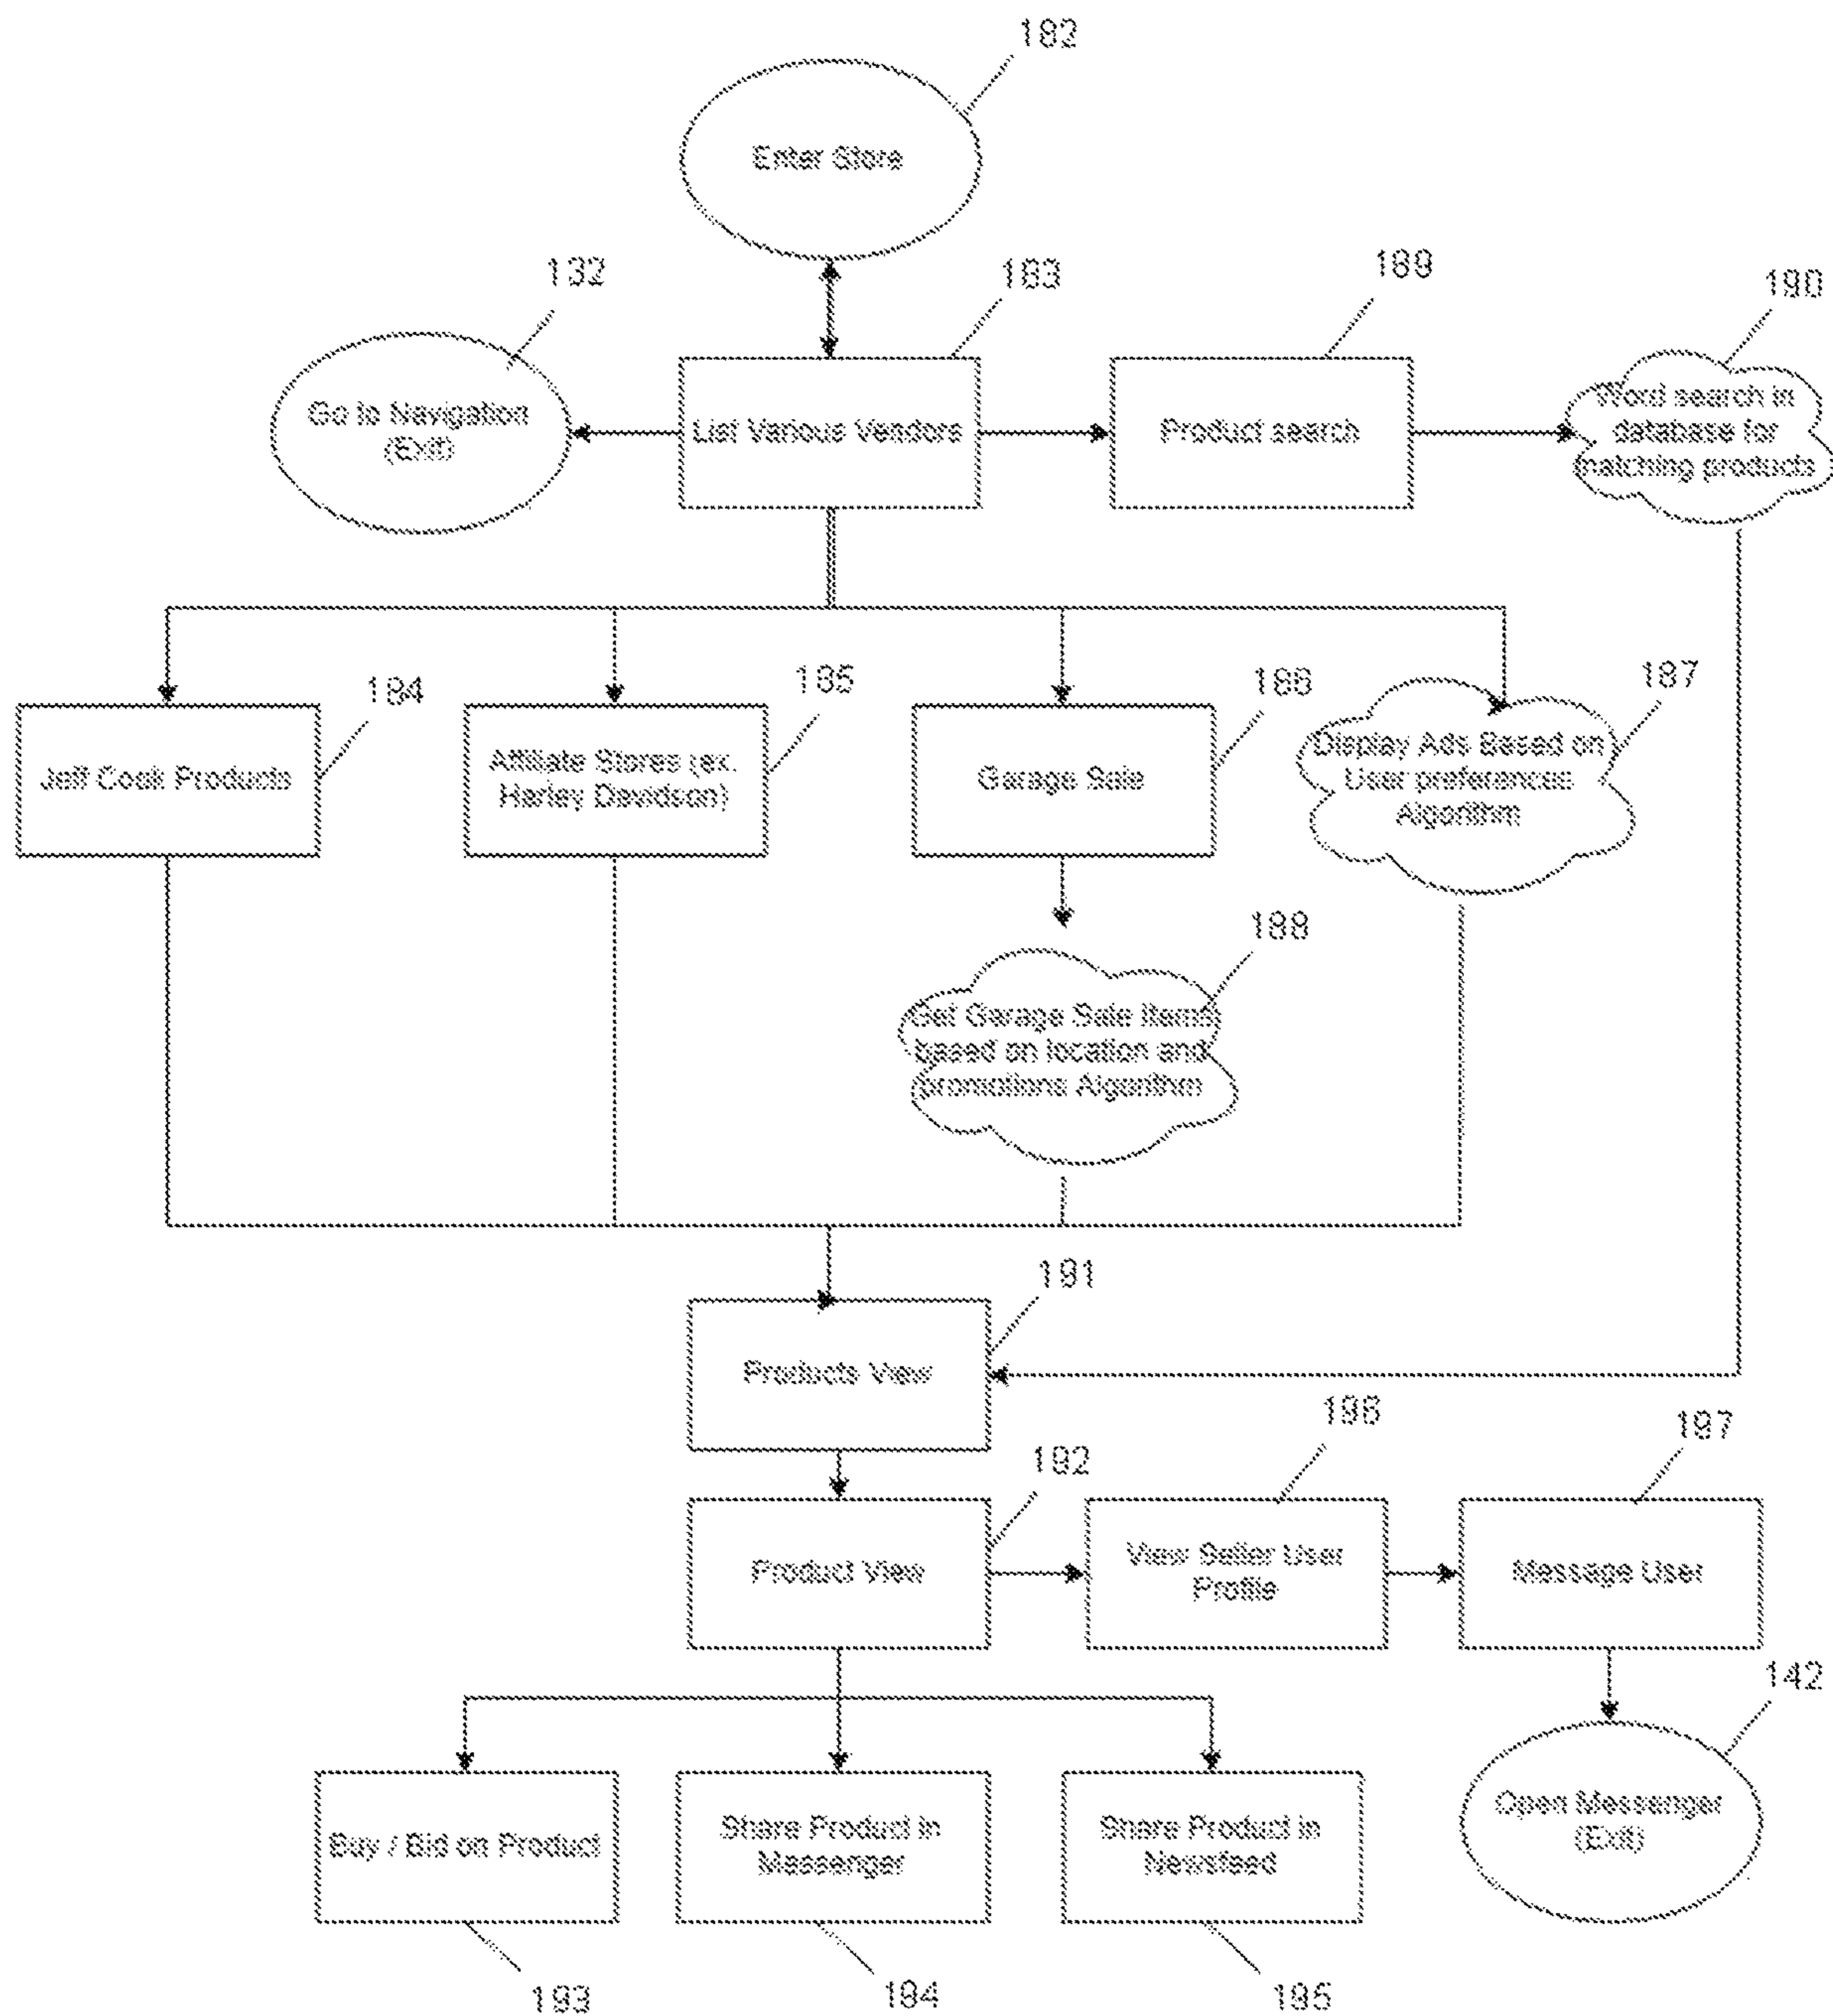 182
Enter Store
132
183
189
190
Go to Navigation
(Exit)
List Various Vendors
Product search
Word search in
database for
matching products
184
185
186
187
Jeff Cook Products
Affiliate Stores (ex.
Harley Davidson)
Garage Sale
Display Ads Based on
User preferences
Algorithm
188
Get Garage Sale Items
based on location and
promotions Algorithm
191
Products View
192
196
197
Product View
View Seller User
Profile
Message User
142
Buy / Bid on Product
Share Product in
Massenger
Share Product in
Newsfeed
Open Messenger
(Exit)
193
194
195